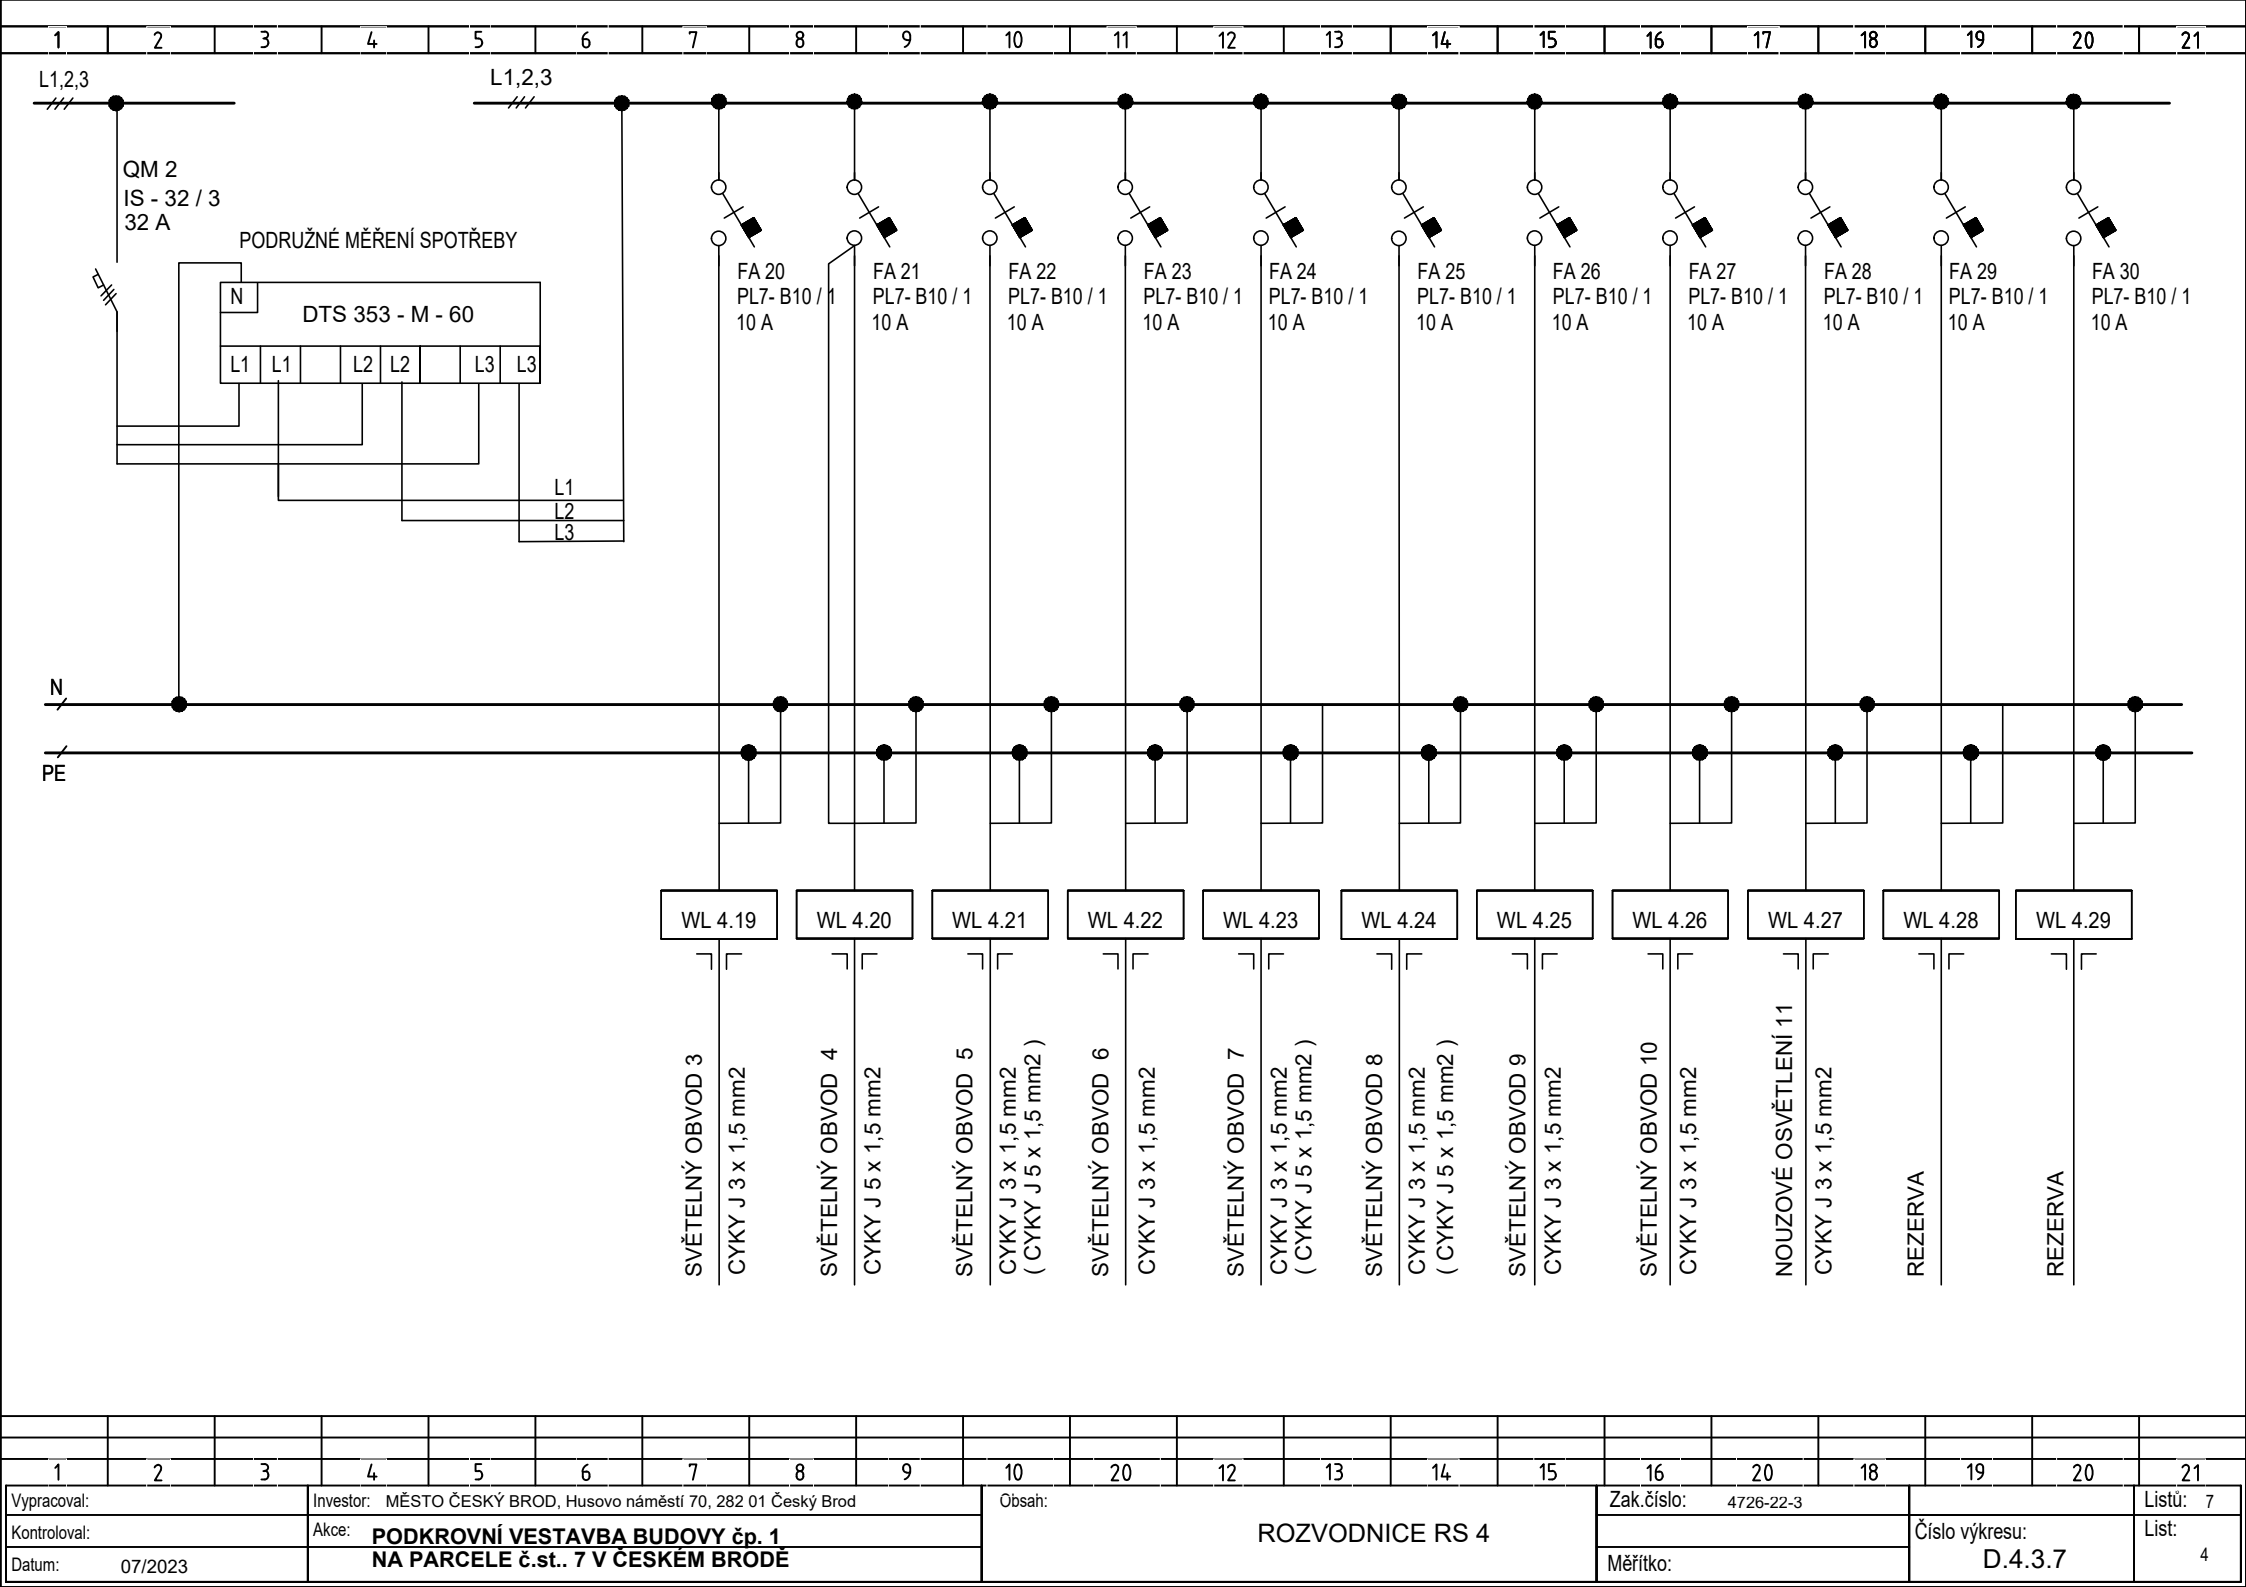 1 2 3 4 5 6 7 8 9 10 11 12 13 14 15 16 17 18 19 20 21
L1,2,3
L1,2,3
QM 2
IS - 32 / 3
32 A
PODRUŽNÉ MĚŘENÍ SPOTŘEBY
N
DTS 353 - M - 60
L1 L1 L2 L2 L3 L3
L1
L2
L3
FA 20
PL7- B10 / 1
10 A
FA 21
PL7- B10 / 1
10 A
FA 22
PL7- B10 / 1
10 A
FA 23
PL7- B10 / 1
10 A
FA 24
PL7- B10 / 1
10 A
FA 25
PL7- B10 / 1
10 A
FA 26
PL7- B10 / 1
10 A
FA 27
PL7- B10 / 1
10 A
FA 28
PL7- B10 / 1
10 A
FA 29
PL7- B10 / 1
10 A
FA 30
PL7- B10 / 1
10 A
N
PE
WL 4.19
WL 4.20
WL 4.21
WL 4.22
WL 4.23
WL 4.24
WL 4.25
WL 4.26
WL 4.27
WL 4.28
WL 4.29
SVĚTELNÝ OBVOD 3
CYKY J 3 x 1,5 mm2
SVĚTELNÝ OBVOD 4
CYKY J 5 x 1,5 mm2
SVĚTELNÝ OBVOD 5
CYKY J 3 x 1,5 mm2
( CYKY J 5 x 1,5 mm2 )
SVĚTELNÝ OBVOD 6
CYKY J 3 x 1,5 mm2
SVĚTELNÝ OBVOD 7
CYKY J 3 x 1,5 mm2
( CYKY J 5 x 1,5 mm2 )
SVĚTELNÝ OBVOD 8
CYKY J 3 x 1,5 mm2
( CYKY J 5 x 1,5 mm2 )
SVĚTELNÝ OBVOD 9
CYKY J 3 x 1,5 mm2
SVĚTELNÝ OBVOD 10
CYKY J 3 x 1,5 mm2
NOUZOVÉ OSVĚTLENÍ 11
CYKY J 3 x 1,5 mm2
REZERVA
REZERVA
1 2 3 4 5 6 7 8 9 10 20 12 13 14 15 16 20 18 19 20 21
Vypracoval:
Kontroloval:
Datum: 07/2023
Investor: MĚSTO ČESKÝ BROD, Husovo náměstí 70, 282 01 Český Brod
Akce: PODKROVNÍ VESTAVBA BUDOVY čp. 1
NA PARCELE č.st.. 7 V ČESKÉM BRODĚ
Obsah:
ROZVODNICE RS 4
Zak.číslo: 4726-22-3
Měřítko:
Číslo výkresu:
D.4.3.7
Listů: 7
List:
4